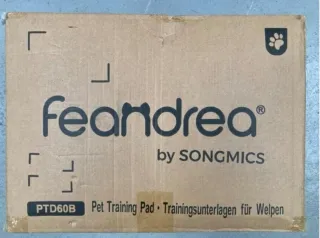 feandrea®
by SONGMICS
PTD60B Pet Training Pad · Trainingsunterlagen für Welpen